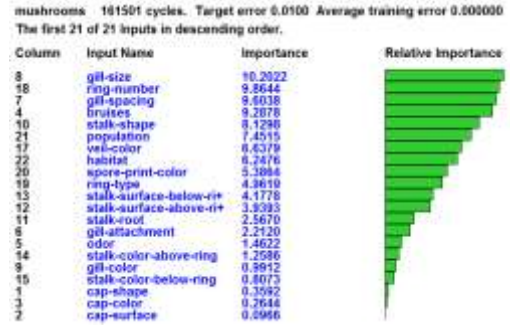 mushrooms 161501 cycles. Target error 0.0100 Average training error 0.000000
The first 21 of 21 Inputs in descending order.
Column Input Name Importance Relative Importance
8 gill-size 10.2022
18 ring-number 9.8644
7 gill-spacing 9.6038
4 bruises 9.2878
10 stalk-shape 8.1298
21 population 7.4515
17 veil-color 6.6379
22 habitat 6.2476
20 spore-print-color 5.3864
19 ring-type 4.9619
13 stalk-surface-below-ri+ 4.1778
12 stalk-surface-above-ri+ 3.9393
11 stalk-root 2.5670
6 gill-attachment 2.2120
5 odor 1.4622
14 stalk-color-above-ring 1.2586
9 gill-color 0.9912
15 stalk-color-below-ring 0.8073
1 cap-shape 0.3592
3 cap-color 0.2644
2 cap-surface 0.0966